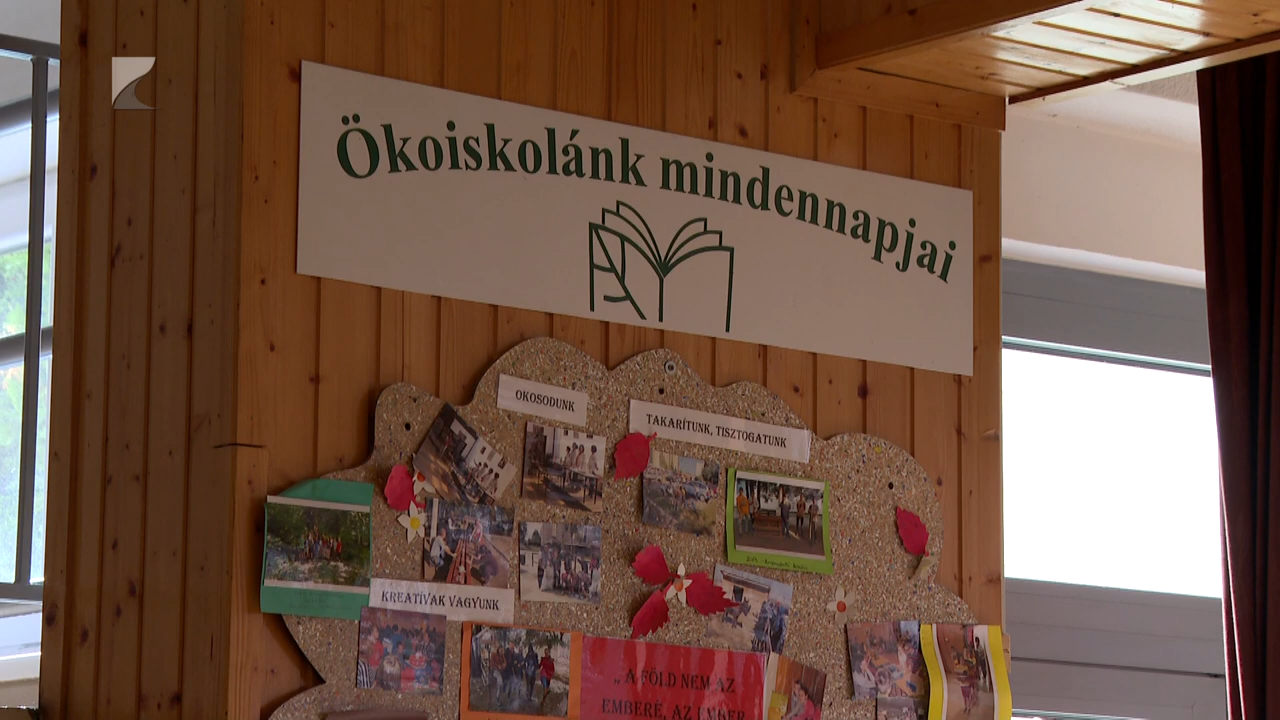 Ökoiskolánk mindennapjai
OKOSODUNK
TAKARÍTUNK, TISZTOGATUNK
KREATÍVAK VAGYUNK
„A FÖLD NEM AZ
EMBERÉ, AZ EMBER